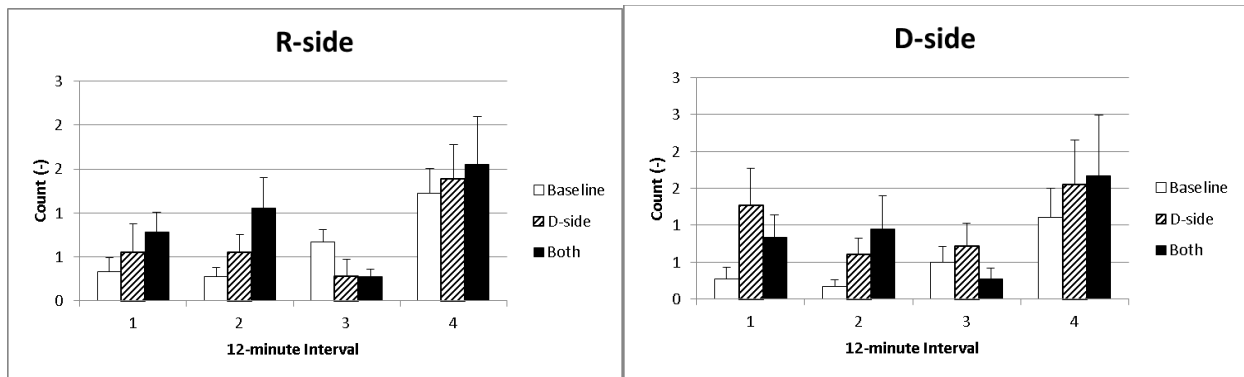 R-side
3
2
2
1
1
0
Count (-)
1 2 3 4
12-minute Interval
Baseline
D-side
Both
D-side
3
3
2
2
1
1
0
Count (-)
1 2 3 4
12-minute Interval
Baseline
D-side
Both